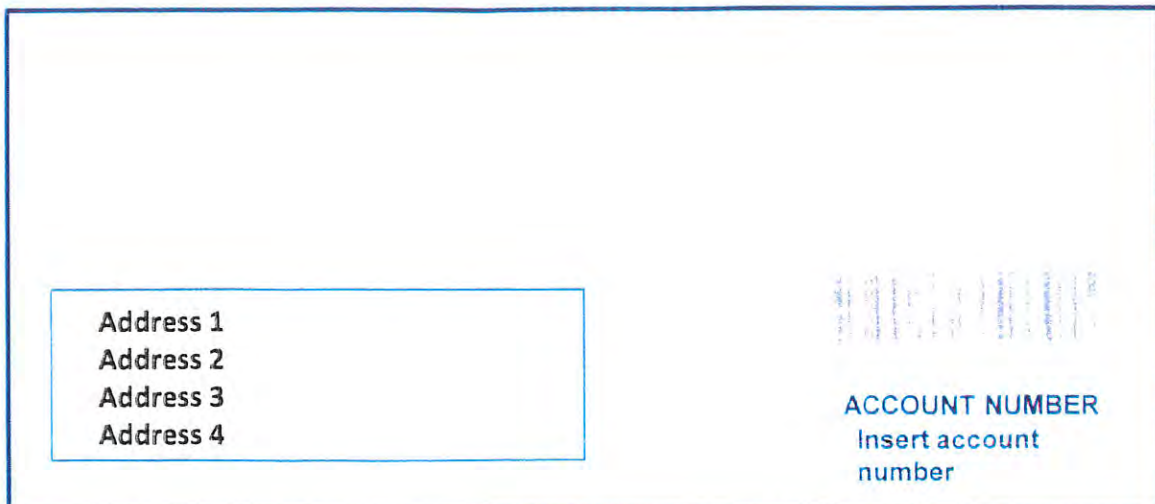 Address 1
Address 2
Address 3
Address 4
ACCOUNT NUMBER
Insert account
number